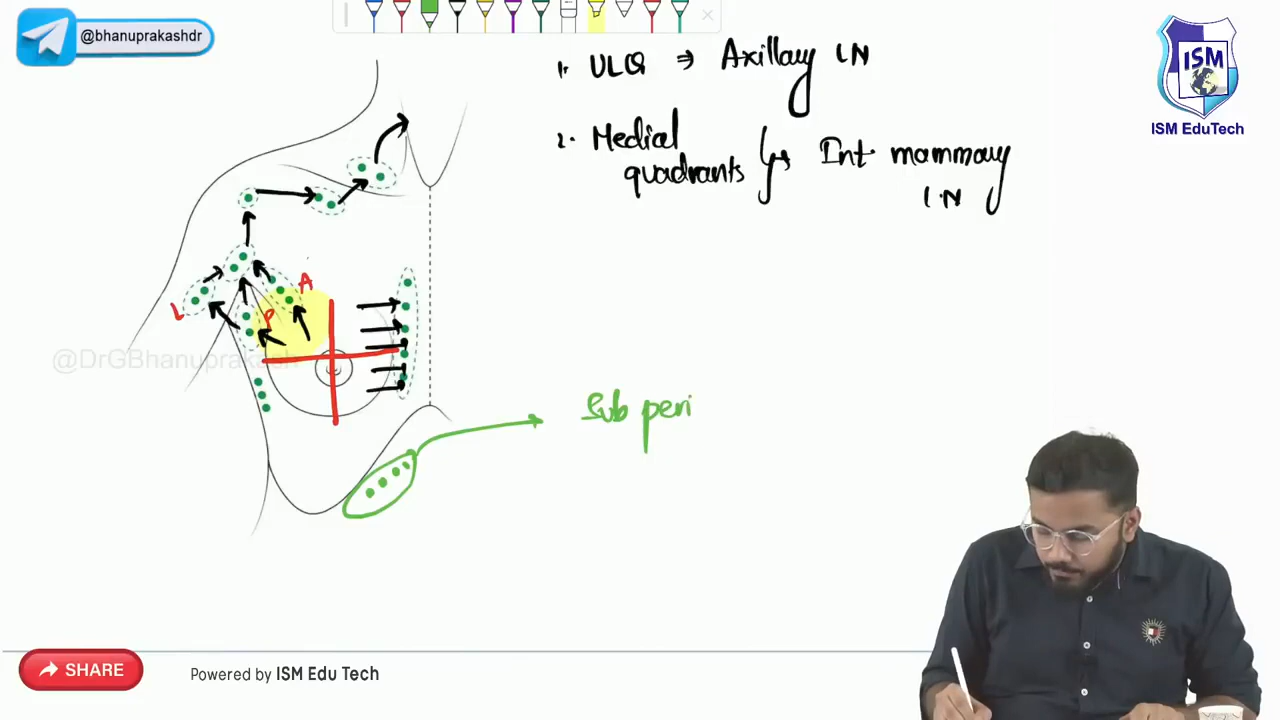 @bhanuprakashdr
1. ULQ ⇒ Axillary LN
2. Medial quadrants ↳ Int. mammary LN
ISM
ISM EduTech
A
L
P
@DrGBhanuprakash
Sub peri
SHARE
Powered by ISM Edu Tech